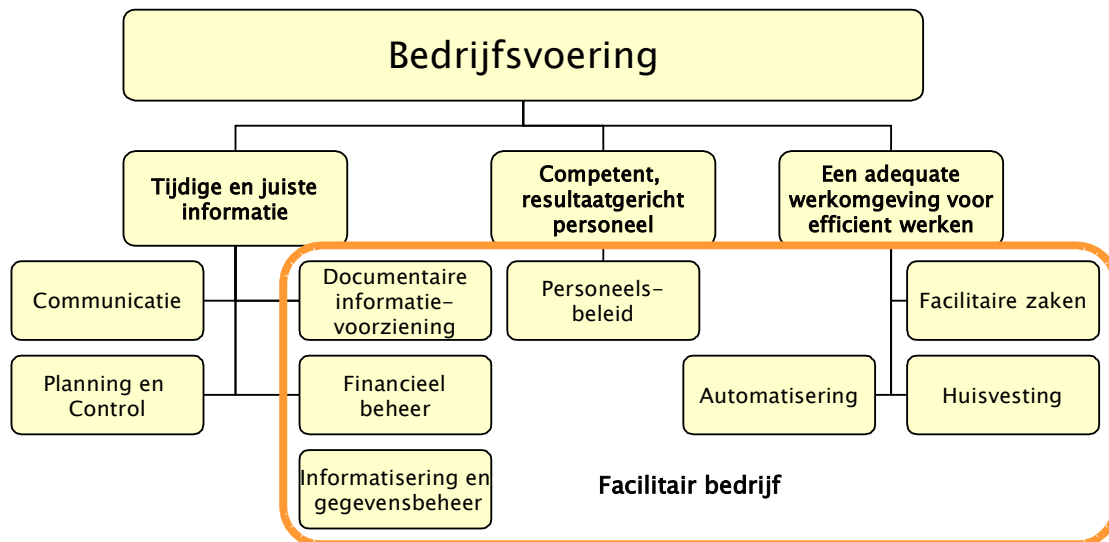 Bedrijfsvoering
Tijdige en juiste
informatie
Competent,
resultaatgericht
personeel
Een adequate
werkomgeving voor
efficient werken
Communicatie
Documentaire
informatie-
voorziening
Personeels-
beleid
Facilitaire zaken
Planning en
Control
Financieel
beheer
Automatisering
Huisvesting
Informatisering en
gegevensbeheer
Facilitair bedrijf